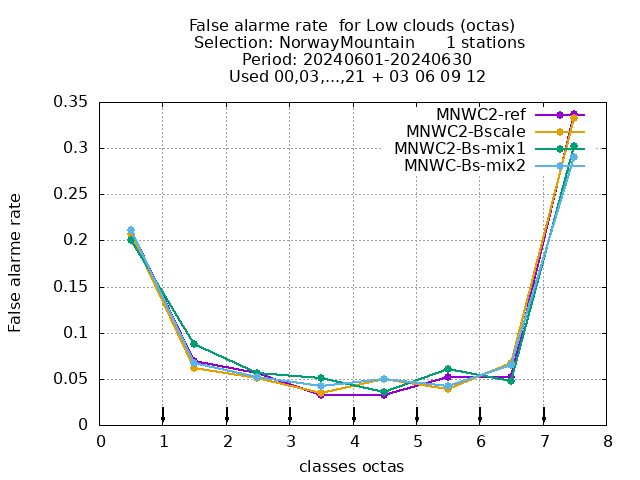 False alarme rate  for Low clouds (octas)
Selection: NorwayMountain      1 stations
Period: 20240601-20240630
Used 00,03,...,21 + 03 06 09 12
MNWC2-ref
MNWC2-Bscale
MNWC2-Bs-mix1
MNWC-Bs-mix2
False alarme rate
0.35
0.3
0.25
0.2
0.15
0.1
0.05
0
0 1 2 3 4 5 6 7 8
classes octas